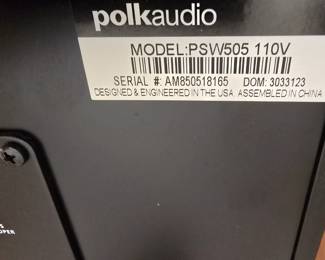 polkaudio
MODEL:PSW505 110V
SERIAL #: AM850518165 DOM: 3033123
DESIGNED & ENGINEERED IN THE USA. ASSEMBLED IN CHINA